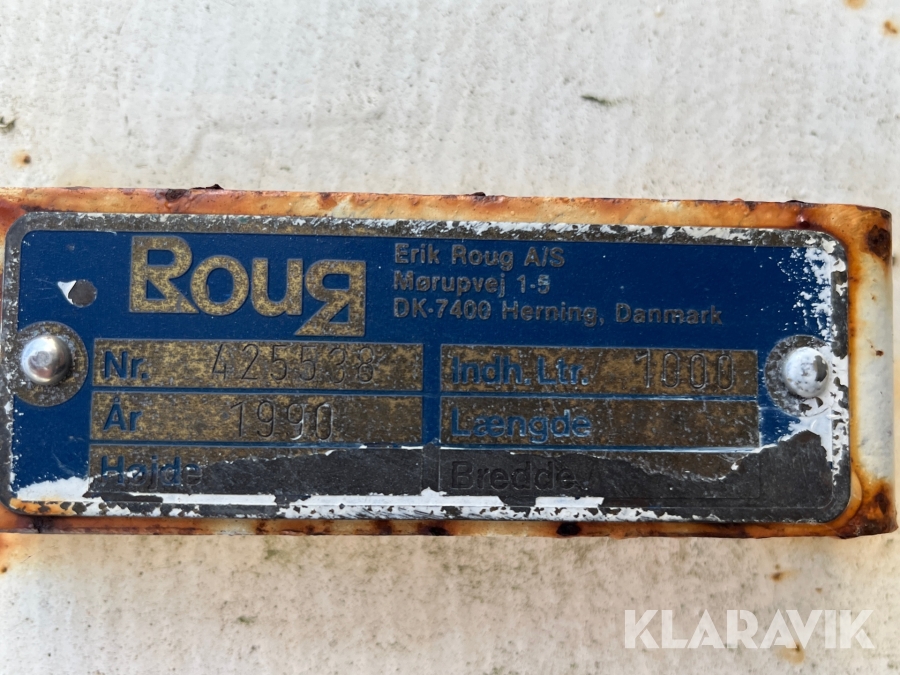 Roug
Erik Roug A/S
Mørupvej 1-5
DK-7400 Herning, Danmark
Nr. 425538
Indh. Ltr. 1000
År 1990
Længde
Højde
Bredde
KLARAVIK